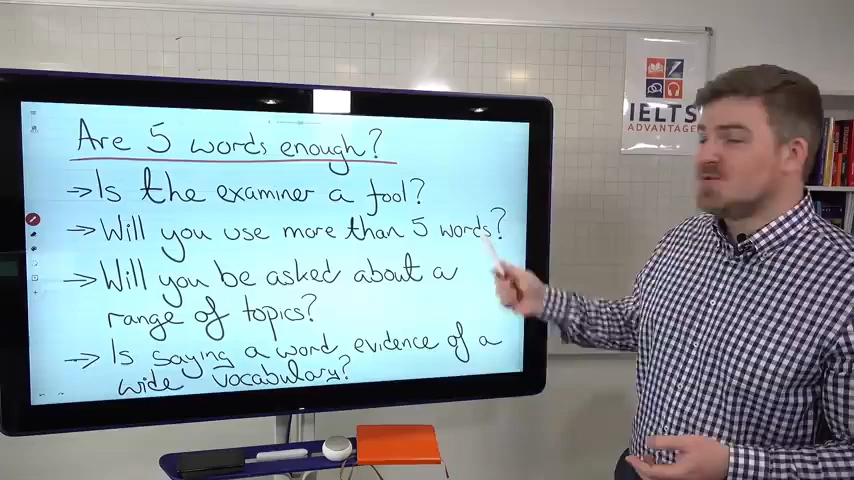 Are 5 words enough?
→Is the examiner a fool?
→Will you use more than 5 words?
→Will you be asked about a
range of topics?
→Is saying a word evidence of a
wide vocabulary?
IELTS
ADVANTAGE